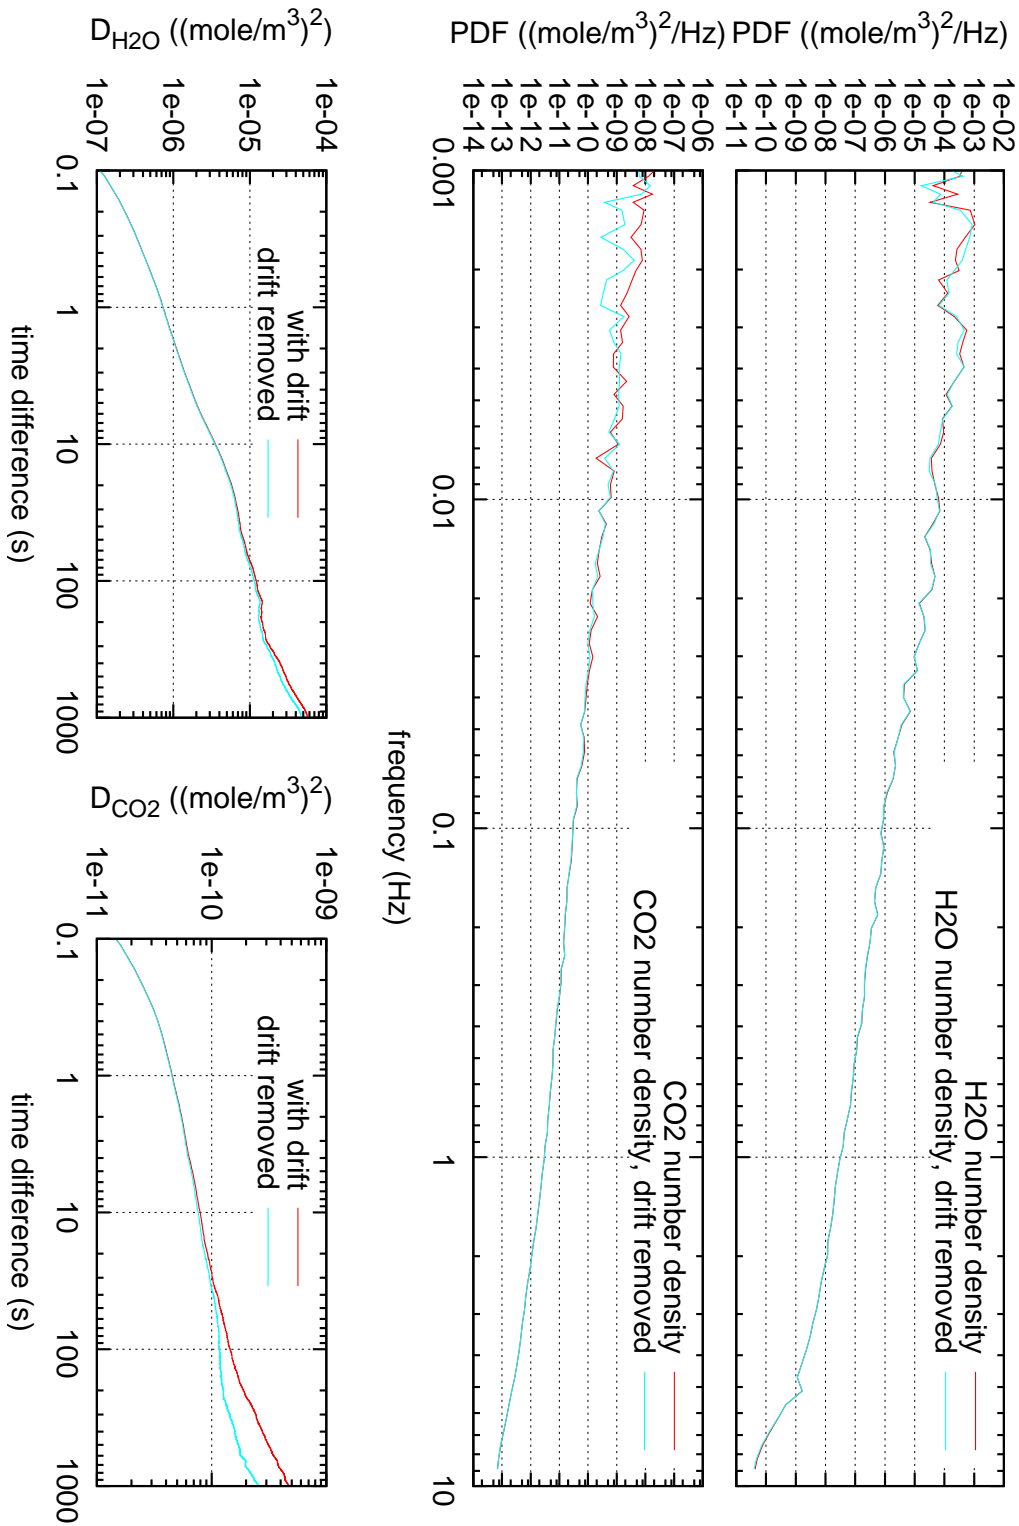 PDF ((mole/m3)2/Hz)
1e-02
1e-03
1e-04
1e-05
1e-06
1e-07
1e-08
1e-09
1e-10
1e-11
H2O number density
H2O number density, drift removed
PDF ((mole/m3)2/Hz)
1e-06
1e-07
1e-08
1e-09
1e-10
1e-11
1e-12
1e-13
1e-14
CO2 number density
CO2 number density, drift removed
0.001 0.01 0.1 1 10
frequency (Hz)
DH2O ((mole/m3)2)
1e-04
1e-05
1e-06
1e-07
with drift
drift removed
0.1 1 10 100 1000
time difference (s)
DCO2 ((mole/m3)2)
1e-09
1e-10
1e-11
with drift
drift removed
0.1 1 10 100 1000
time difference (s)